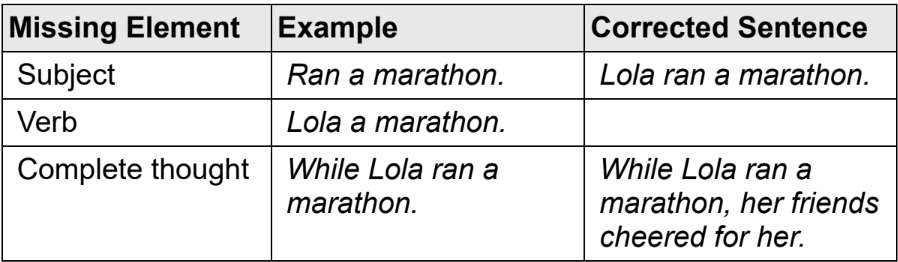 Missing Element Example Corrected Sentence
Subject Ran a marathon. Lola ran a marathon.
Verb Lola a marathon.
Complete thought While Lola ran a marathon. While Lola ran a marathon, her friends cheered for her.